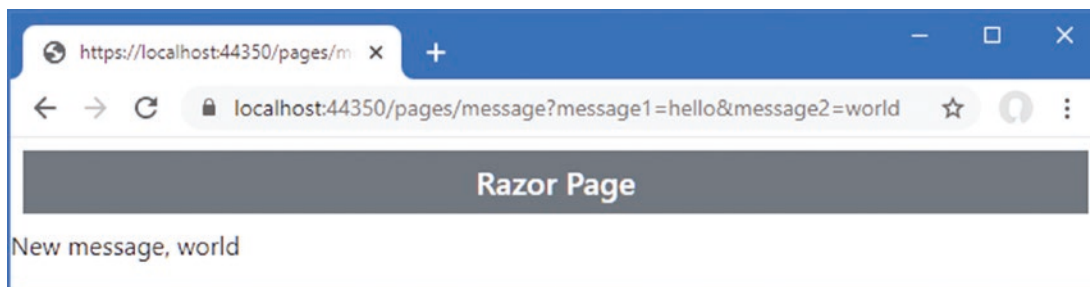 https://localhost:44350/pages/m
localhost:44350/pages/message?message1=hello&message2=world
Razor Page
New message, world